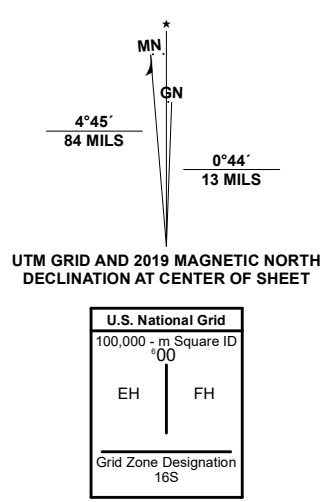 MN
GN
4°45´
84 MILS
0°44´
13 MILS
UTM GRID AND 2019 MAGNETIC NORTH
DECLINATION AT CENTER OF SHEET
U.S. National Grid
100,000 - m Square ID
⁶00
EH FH
Grid Zone Designation
16S